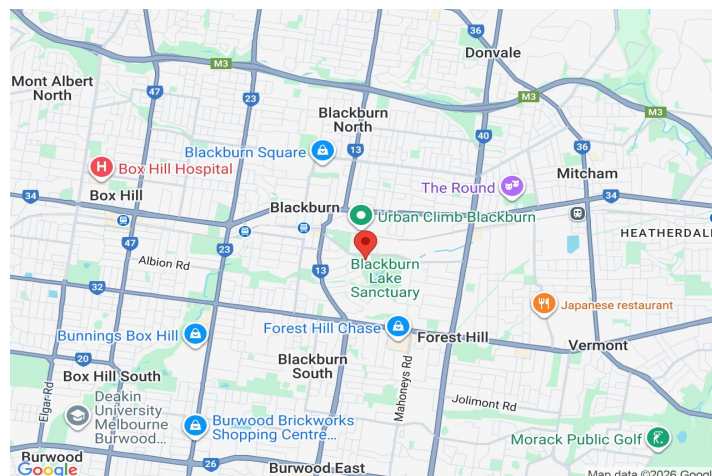 36
Donvale
M3
Mont Albert
North
47
23
M3
M3
Blackburn
North
13
40
36
Blackburn Square
H
Box Hill Hospital
Mitcham
The Round
34
Box Hill
34
Blackburn
Urban Climb Blackburn
HEATHERDALE
47
23
Albion Rd
13
Blackburn
Lake
Sanctuary
32
Japanese restaurant
Bunnings Box Hill
Forest Hill Chase
Forest Hill
Vermont
20
Blackburn
South
Box Hill South
Mahoneys Rd
Elgar Rd
Jolimont Rd
Deakin
University
Melbourne
Burwood...
Burwood Brickworks
Shopping Centre...
Morack Public Golf
Burwood
26
Burwood East
Google
Map data ©2026 Google